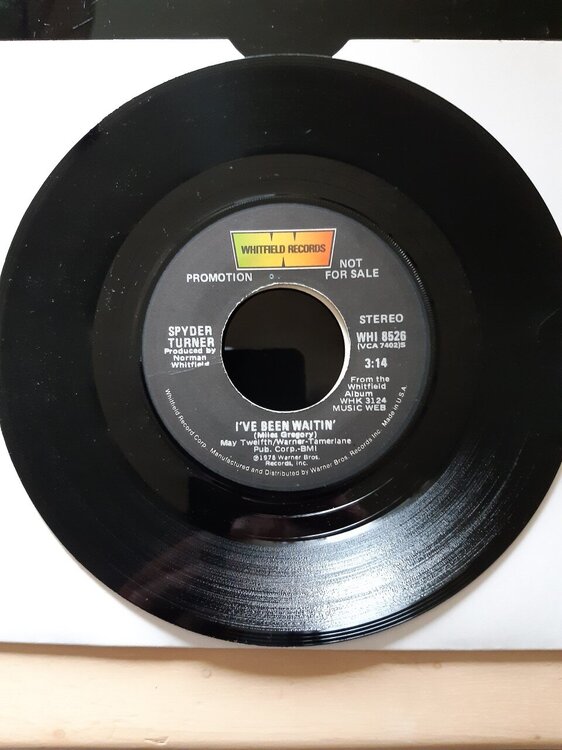 WHITFIELD RECORDS
PROMOTION
NOT
FOR SALE
SPYDER
TURNER
Produced by
Norman
Whitfield
STEREO
WHI 8526
(VCA 7402)S
3:14
From the
Whitfield
Album
WHK 3124
MUSIC WEB
I'VE BEEN WAITIN'
(Miles Gregory)
May Twelfth/Warner-Tamerlane
Pub. Corp.-BMI
℗1978 Warner Bros.
Records, Inc.
Whitfield Record Corp. Manufactured and Distributed by Warner Bros. Records Inc. Made in U.S.A.